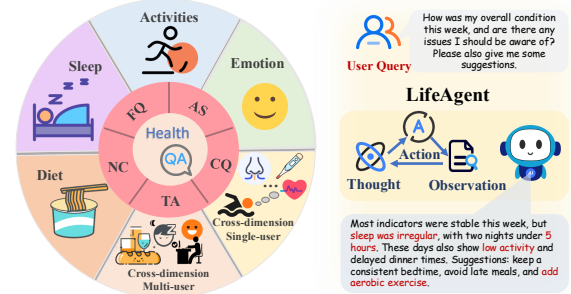 Activities
Sleep
Emotion
FQ
AS
Health
QA
NC
CQ
TA
Diet
Cross-dimension
Single-user
Cross-dimension
Multi-user
User Query
How was my overall condition
this week, and are there any
issues I should be aware of?
Please also give me some
suggestions.
LifeAgent
A
Action
Thought
Observation
Most indicators were stable this week, but
sleep was irregular, with two nights under 5
hours. These days also show low activity and
delayed dinner times. Suggestions: keep a
consistent bedtime, avoid late meals, and add
aerobic exercise.